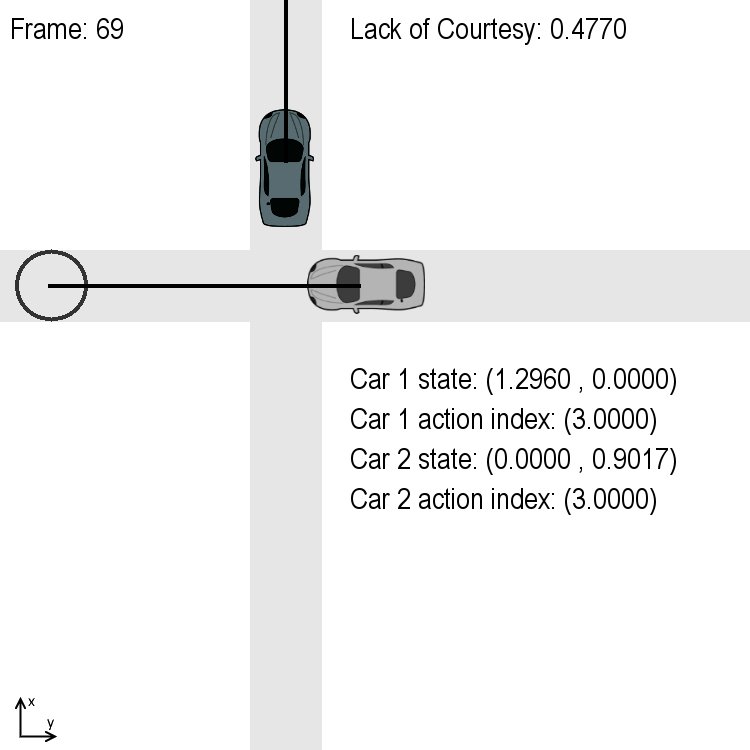 Frame: 69
Lack of Courtesy: 0.4770
Car 1 state: (1.2960 , 0.0000)
Car 1 action index: (3.0000)
Car 2 state: (0.0000 , 0.9017)
Car 2 action index: (3.0000)
x
y